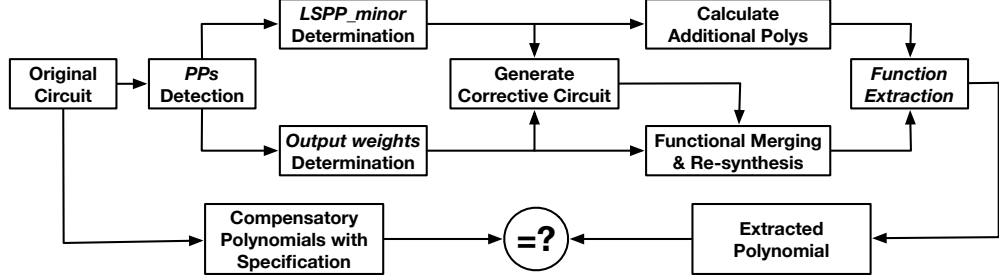 LSPP_minor
Determination
Calculate
Additional Polys
Original
Circuit
PPs
Detection
Generate
Corrective Circuit
Function
Extraction
Output weights
Determination
Functional Merging
& Re-synthesis
Compensatory
Polynomials with
Specification
=?
Extracted
Polynomial